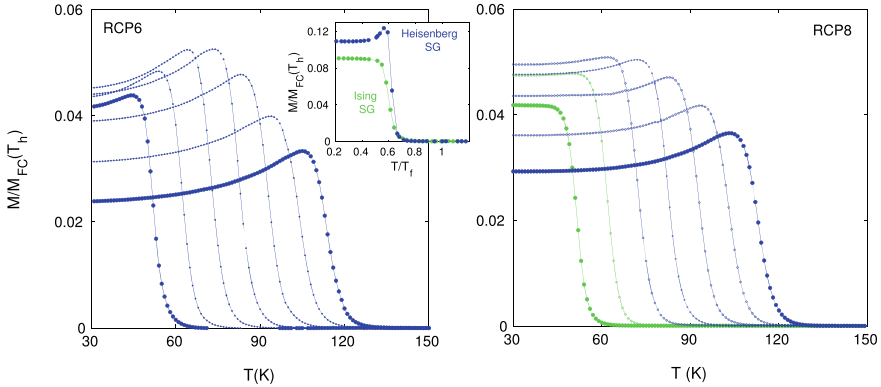 0.06
0.04
0.02
0
M/M_FC(T_h)
RCP6
30
60
90
120
150
T(K)
0.12
0.08
0.04
0
M/M_FC(T_h)
Heisenberg
SG
Ising
SG
0.2
0.4
0.6
0.8
1
T/T_f
0.06
0.04
0.02
0
RCP8
30
60
90
120
150
T (K)